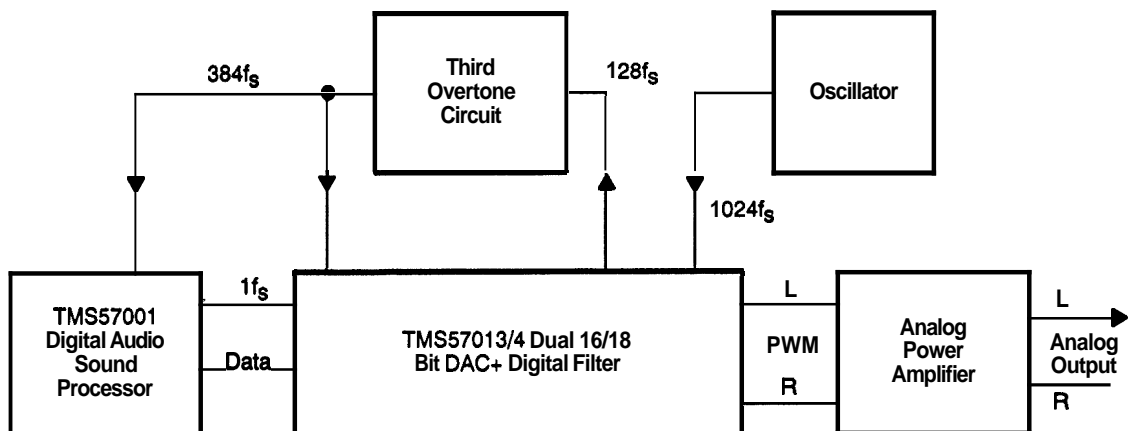 384fs
Third
Overtone
Circuit
128fs
Oscillator
1024fs
TMS57001
Digital Audio
Sound
Processor
1fs
Data
TMS57013/4 Dual 16/18
Bit DAC+ Digital Filter
L
PWM
R
Analog
Power
Amplifier
L
Analog
Output
R